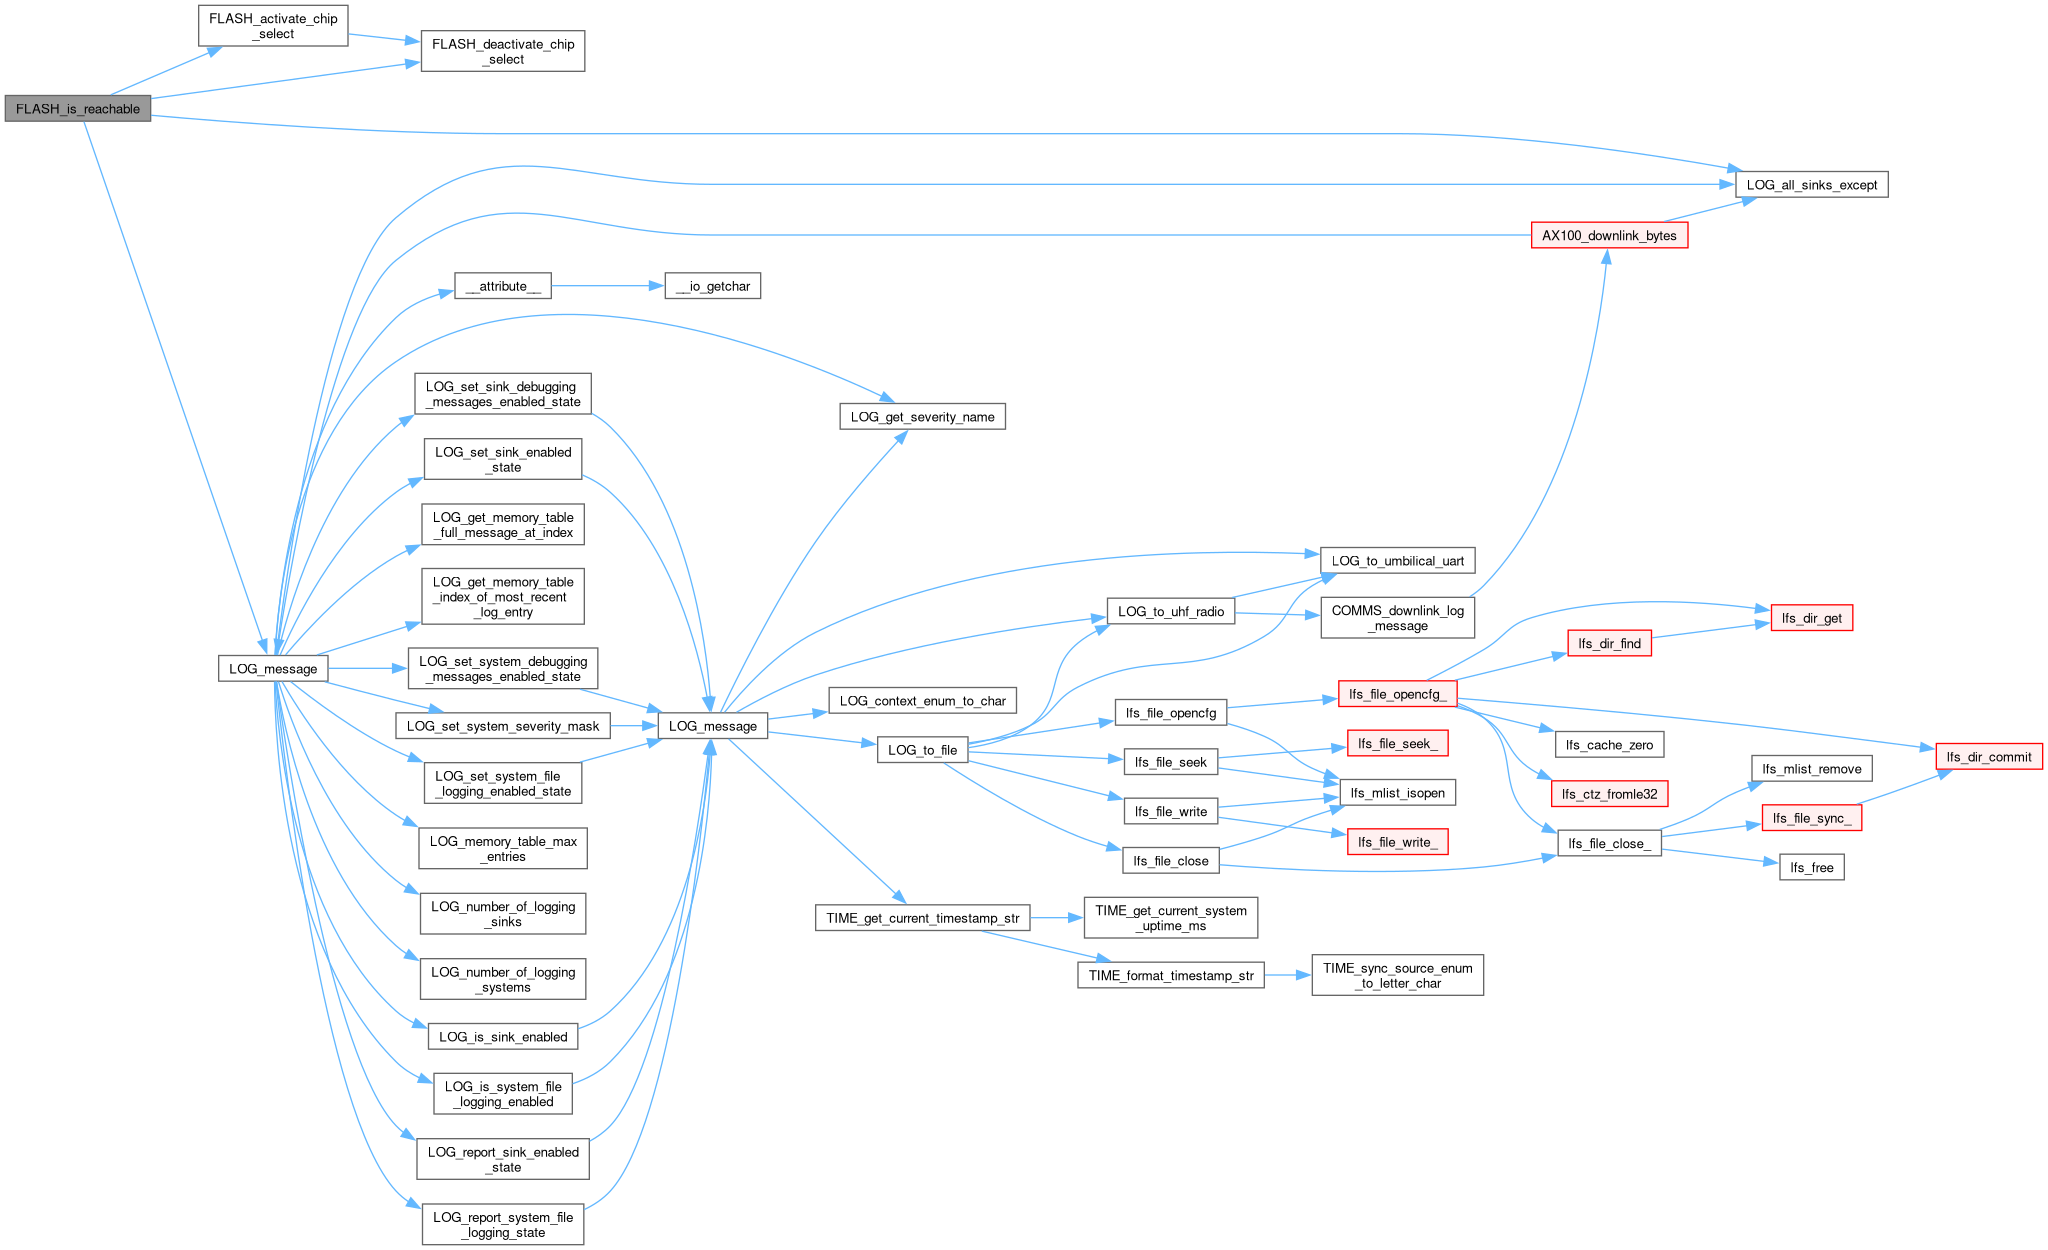 FLASH_activate_chip
_select
FLASH_deactivate_chip
_select
FLASH_is_reachable
LOG_all_sinks_except
AX100_downlink_bytes
__attribute__
__io_getchar
LOG_set_sink_debugging
_messages_enabled_state
LOG_get_severity_name
LOG_set_sink_enabled
_state
LOG_get_memory_table
_full_message_at_index
LOG_get_memory_table
_index_of_most_recent
_log_entry
LOG_message
LOG_set_system_debugging
_messages_enabled_state
LOG_set_system_severity_mask
LOG_set_system_file
_logging_enabled_state
LOG_memory_table_max
_entries
LOG_number_of_logging
_sinks
LOG_number_of_logging
_systems
LOG_is_sink_enabled
LOG_is_system_file
_logging_enabled
LOG_report_sink_enabled
_state
LOG_report_system_file
_logging_state
LOG_message
LOG_context_enum_to_char
LOG_to_file
TIME_get_current_timestamp_str
LOG_to_umbilical_uart
LOG_to_uhf_radio
COMMS_downlink_log
_message
lfs_file_opencfg
lfs_file_seek
lfs_file_write
lfs_file_close
TIME_get_current_system
_uptime_ms
TIME_format_timestamp_str
TIME_sync_source_enum
_to_letter_char
lfs_file_opencfg_
lfs_file_seek_
lfs_mlist_isopen
lfs_file_write_
lfs_dir_get
lfs_dir_find
lfs_cache_zero
lfs_ctz_fromle32
lfs_file_close_
lfs_mlist_remove
lfs_file_sync_
lfs_free
lfs_dir_commit